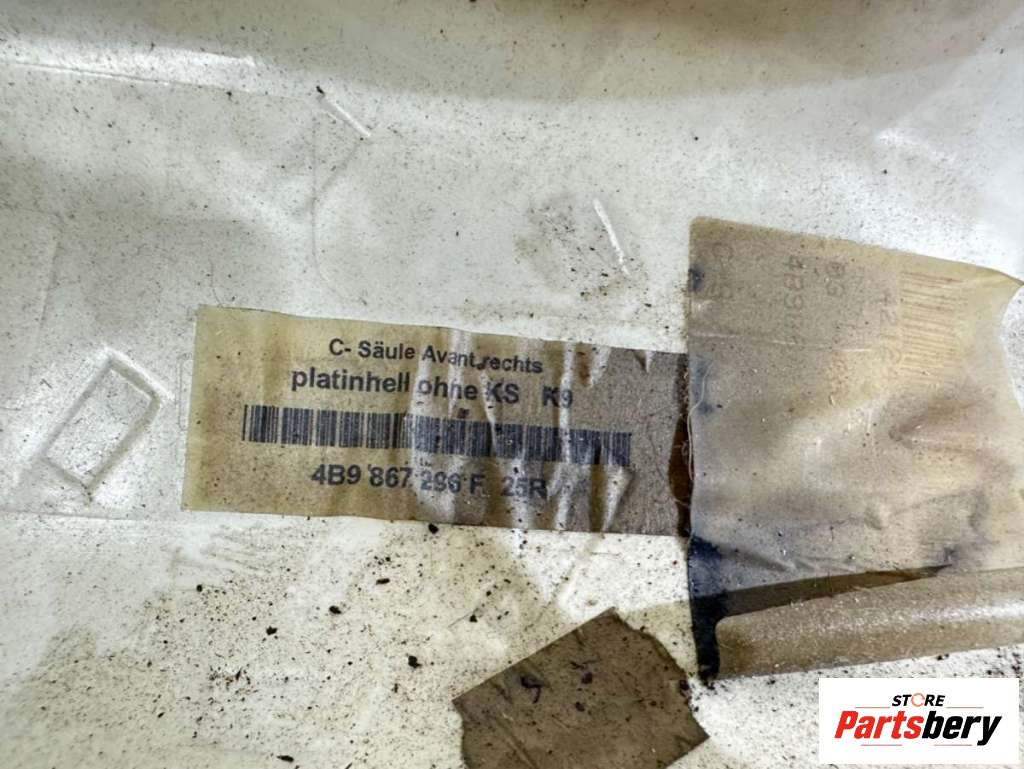 C- Säule Avant rechts
platinhell ohne KS K9
4B9 867 296 F 25R
STORE
Partsbery